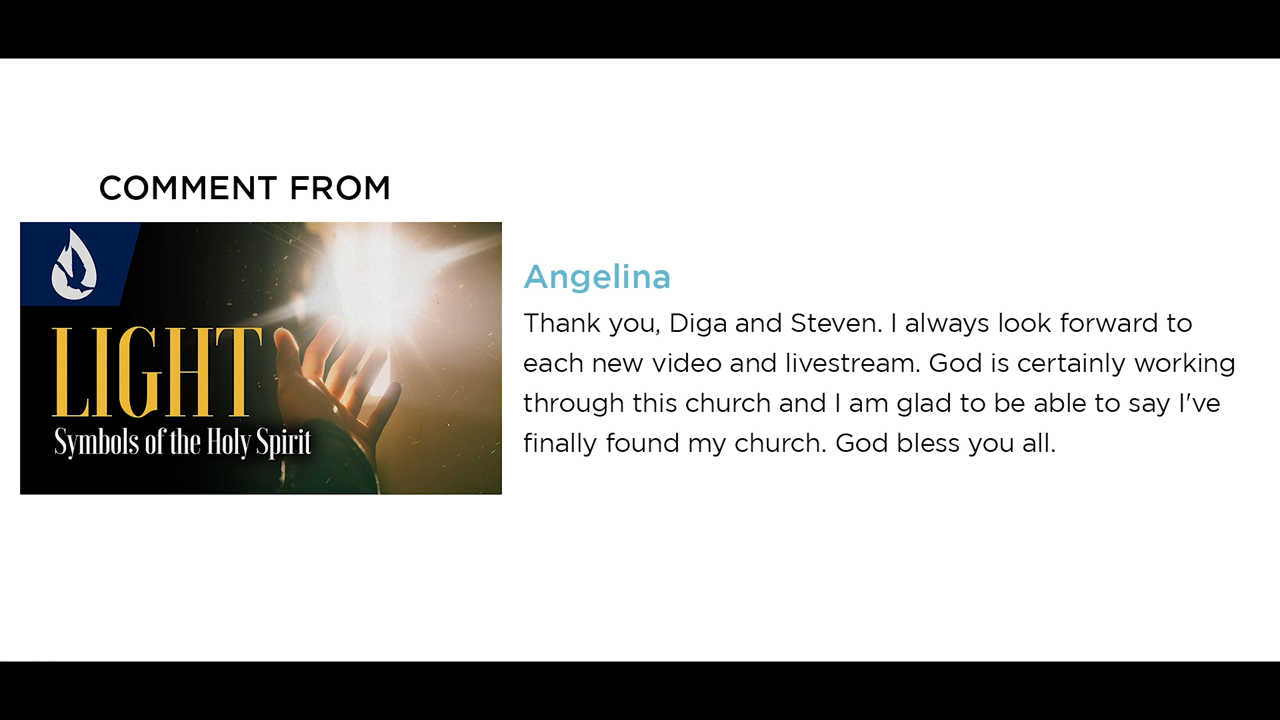 COMMENT FROM
LIGHT
Symbols of the Holy Spirit
Angelina
Thank you, Diga and Steven. I always look forward to
each new video and livestream. God is certainly working
through this church and I am glad to be able to say I've
finally found my church. God bless you all.